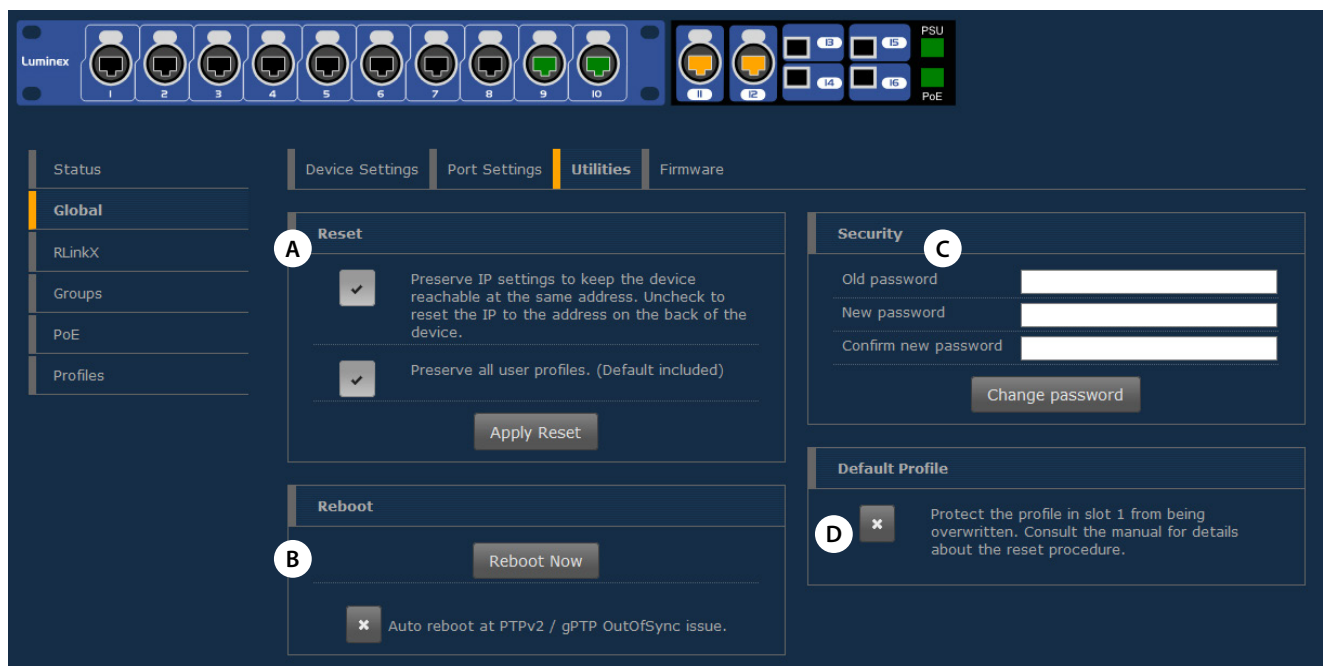 PSU
Luminex
1 2 3 4 5 6 7 8 9 10 11 12 13 15
14 16
PoE
Status
Global
RLinkX
Groups
PoE
Profiles
Device Settings Port Settings Utilities Firmware
A
Reset
Preserve IP settings to keep the device
reachable at the same address. Uncheck to
reset the IP to the address on the back of the
device.
Preserve all user profiles. (Default included)
Apply Reset
B
Reboot
Reboot Now
Auto reboot at PTPv2 / gPTP OutOfSync issue.
Security
C
Old password
New password
Confirm new password
Change password
Default Profile
D
Protect the profile in slot 1 from being
overwritten. Consult the manual for details
about the reset procedure.